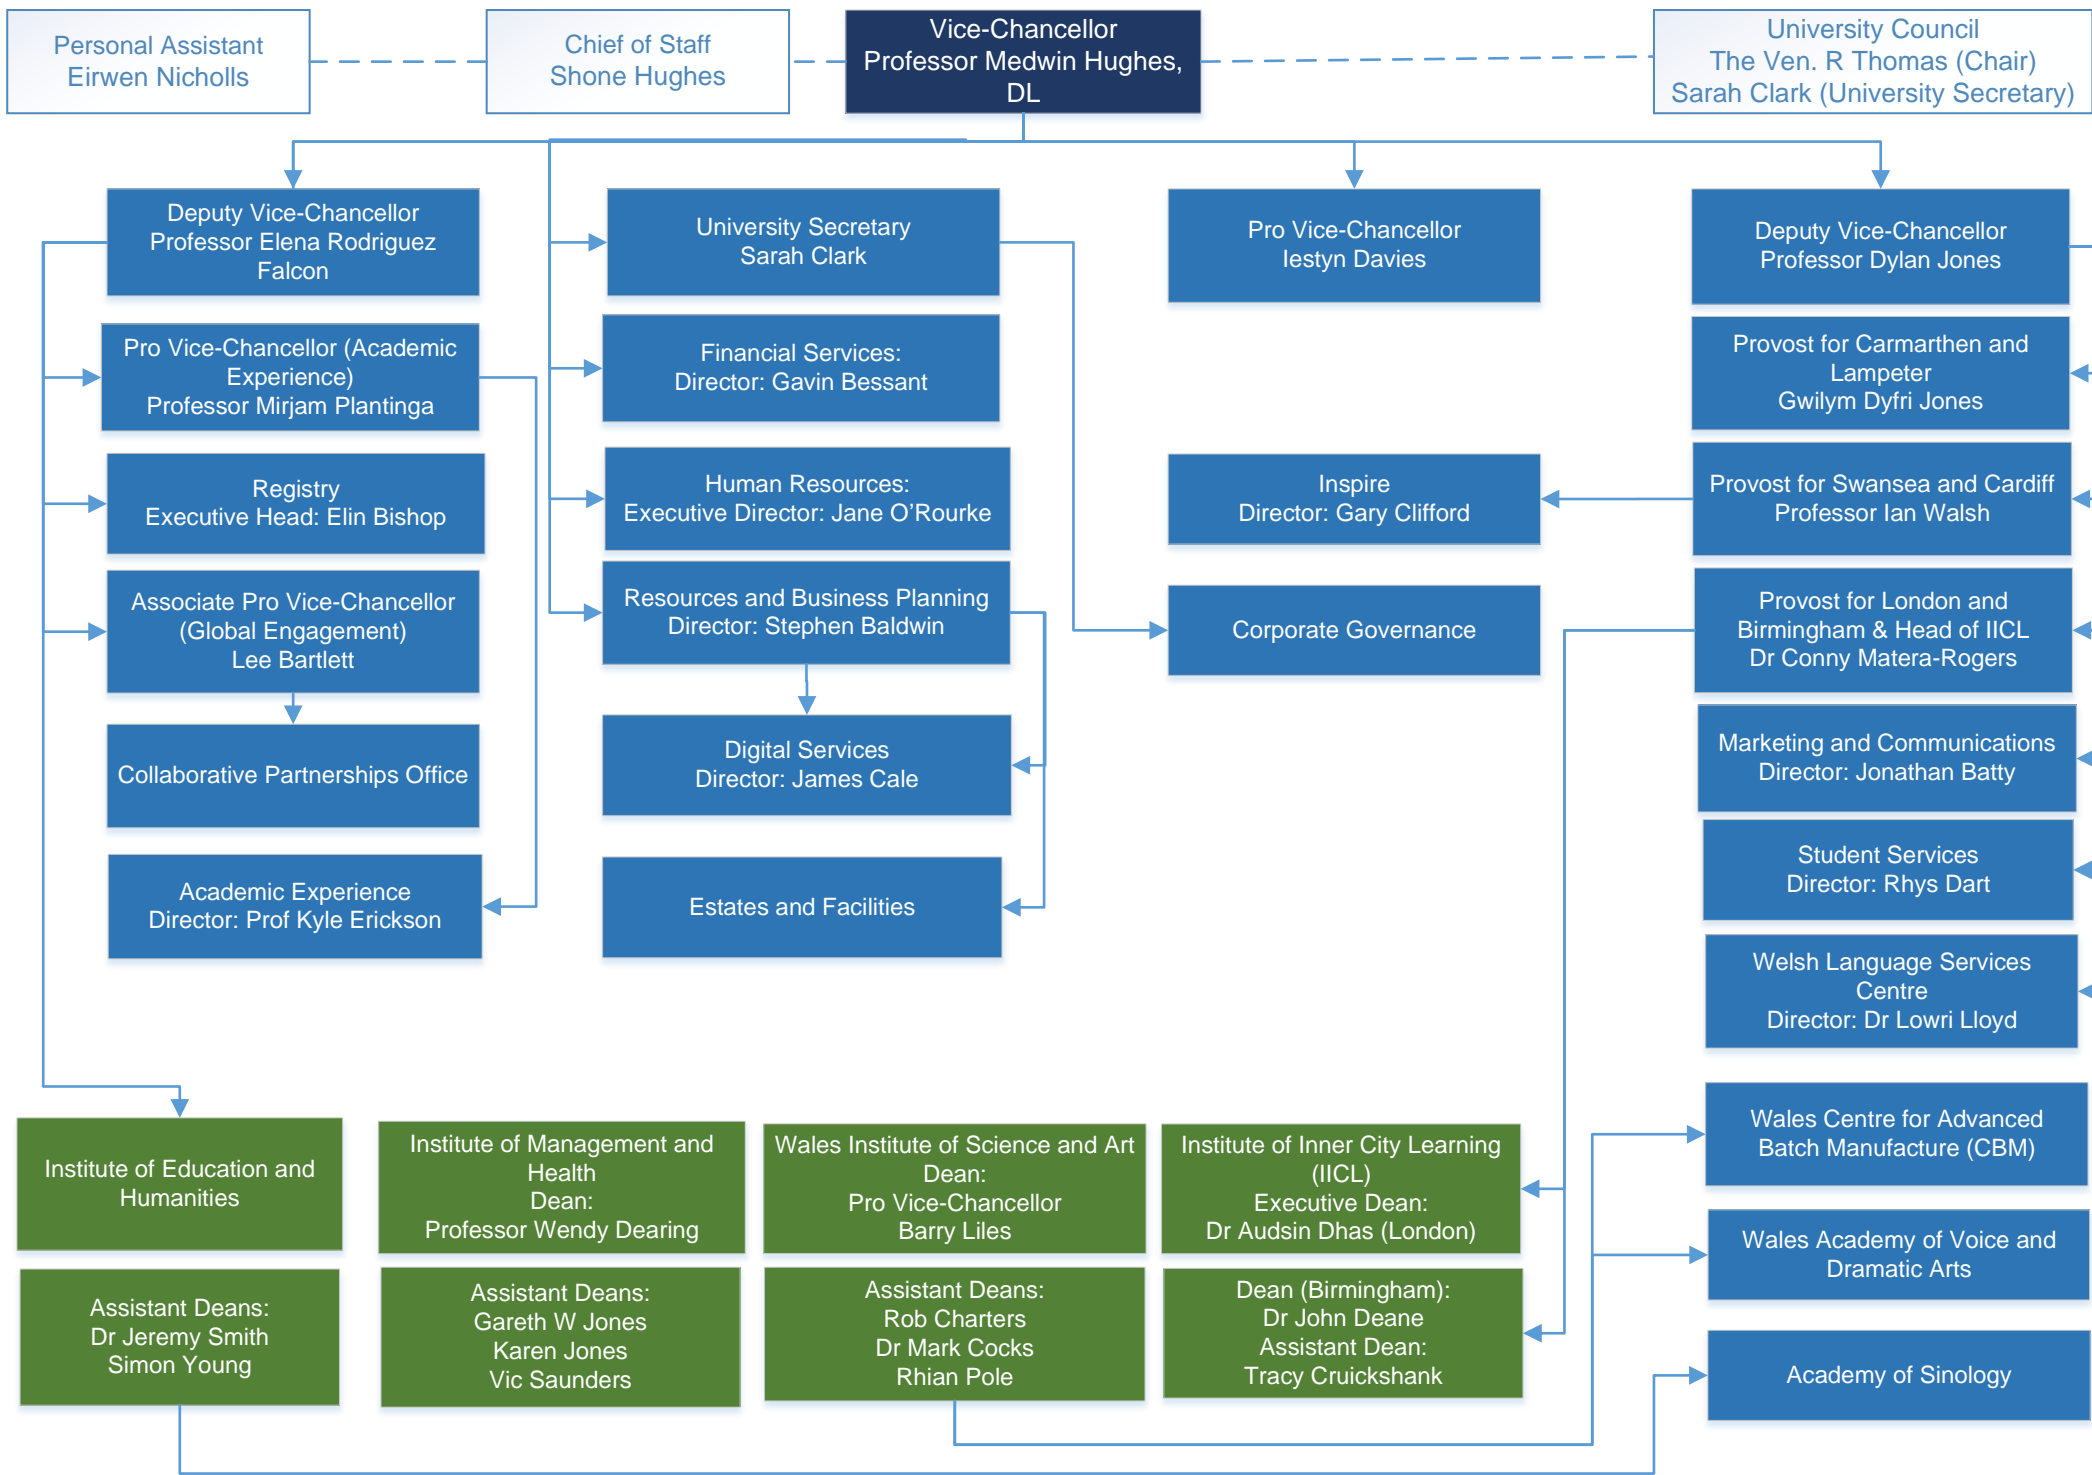 Personal Assistant
Eirwen Nicholls
Chief of Staff
Shone Hughes
Vice-Chancellor
Professor Medwin Hughes,
DL
University Council
The Ven. R Thomas (Chair)
Sarah Clark (University Secretary)
Deputy Vice-Chancellor
Professor Elena Rodriguez
Falcon
University Secretary
Sarah Clark
Pro Vice-Chancellor
Iestyn Davies
Deputy Vice-Chancellor
Professor Dylan Jones
Pro Vice-Chancellor (Academic
Experience)
Professor Mirjam Plantinga
Financial Services:
Director: Gavin Bessant
Provost for Carmarthen and
Lampeter
Gwilym Dyfri Jones
Registry
Executive Head: Elin Bishop
Human Resources:
Executive Director: Jane O’Rourke
Inspire
Director: Gary Clifford
Provost for Swansea and Cardiff
Professor Ian Walsh
Associate Pro Vice-Chancellor
(Global Engagement)
Lee Bartlett
Resources and Business Planning
Director: Stephen Baldwin
Corporate Governance
Provost for London and
Birmingham & Head of IICL
Dr Conny Matera-Rogers
Collaborative Partnerships Office
Digital Services
Director: James Cale
Marketing and Communications
Director: Jonathan Batty
Academic Experience
Director: Prof Kyle Erickson
Estates and Facilities
Student Services
Director: Rhys Dart
Welsh Language Services
Centre
Director: Dr Lowri Lloyd
Institute of Education and
Humanities
Institute of Management and
Health
Dean:
Professor Wendy Dearing
Wales Institute of Science and Art
Dean:
Pro Vice-Chancellor
Barry Liles
Institute of Inner City Learning
(IICL)
Executive Dean:
Dr Audsin Dhas (London)
Wales Centre for Advanced
Batch Manufacture (CBM)
Wales Academy of Voice and
Dramatic Arts
Assistant Deans:
Dr Jeremy Smith
Simon Young
Assistant Deans:
Gareth W Jones
Karen Jones
Vic Saunders
Assistant Deans:
Rob Charters
Dr Mark Cocks
Rhian Pole
Dean (Birmingham):
Dr John Deane
Assistant Dean:
Tracy Cruickshank
Academy of Sinology